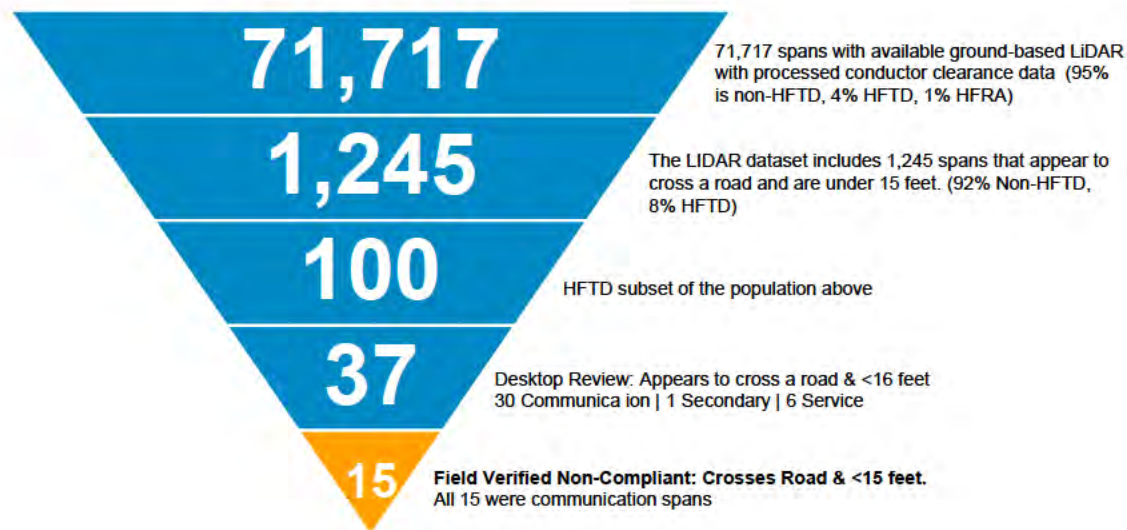 71,717
71,717 spans with available ground-based LiDAR
with processed conductor clearance data (95%
is non-HFTD, 4% HFTD, 1% HFRA)
1,245
The LIDAR dataset includes 1,245 spans that appear to
cross a road and are under 15 feet. (92% Non-HFTD,
8% HFTD)
100
HFTD subset of the population above
37
Desktop Review: Appears to cross a road & <16 feet
30 Communica ion | 1 Secondary | 6 Service
15
Field Verified Non-Compliant: Crosses Road & <15 feet.
All 15 were communication spans